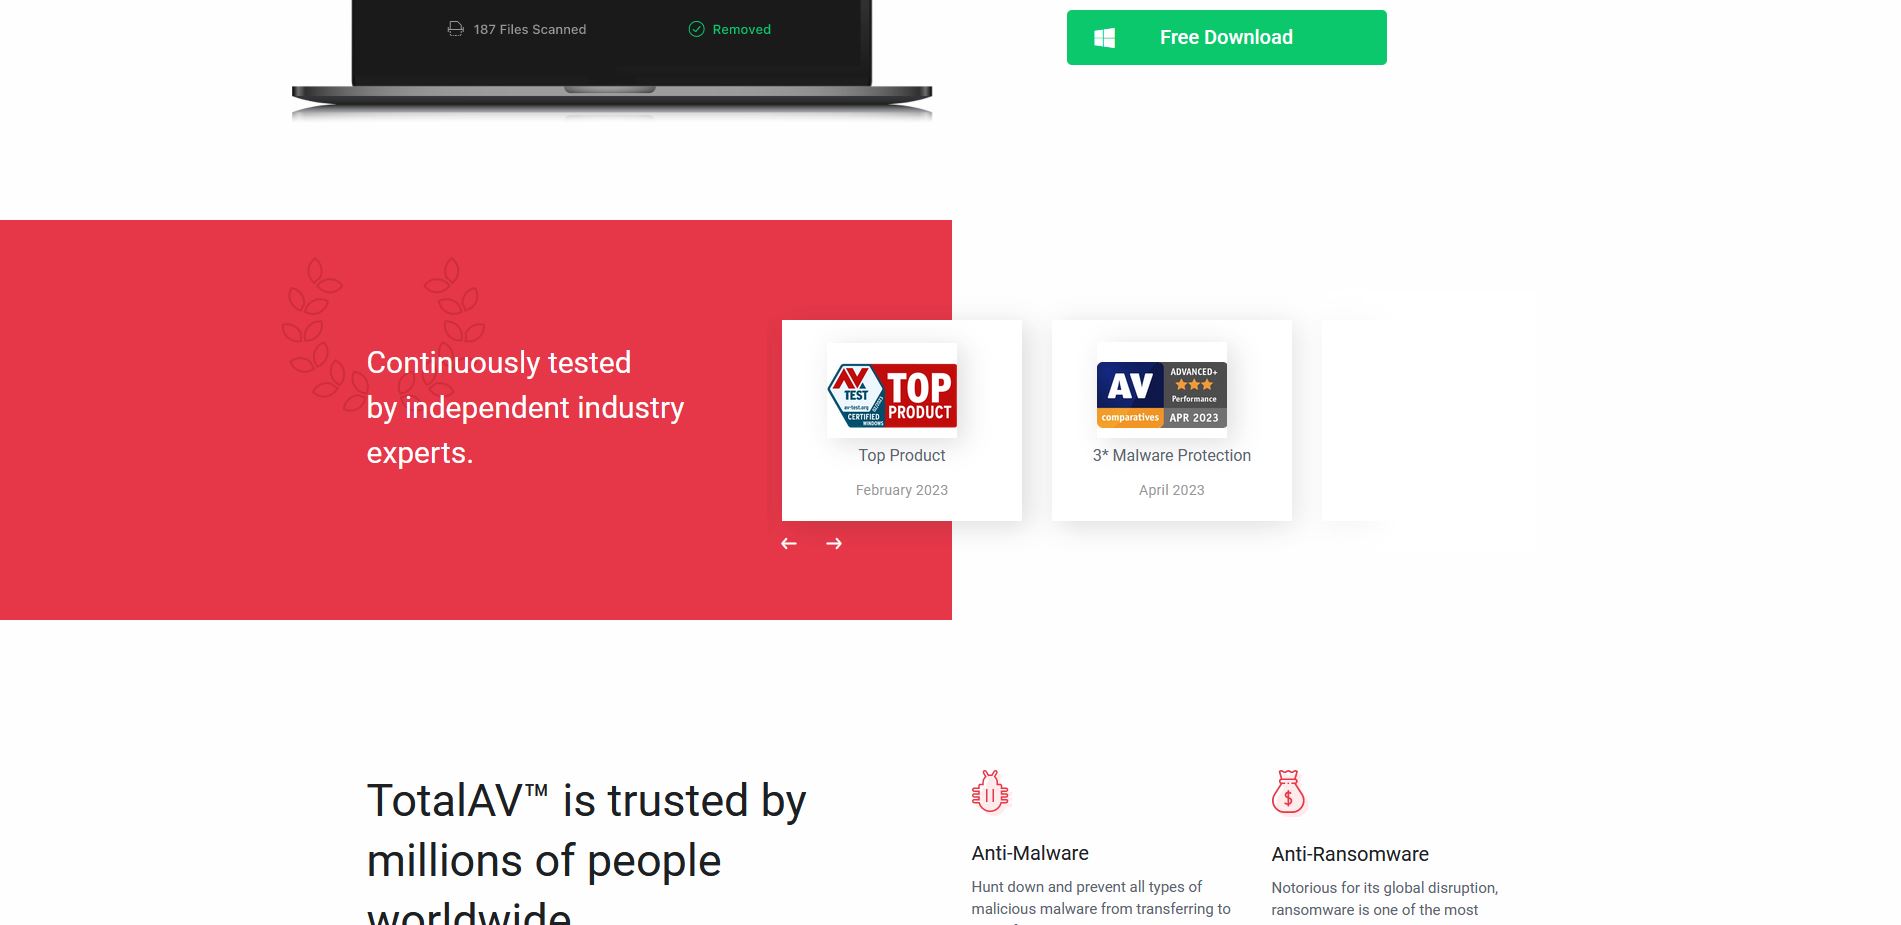 187 Files Scanned
Removed
Free Download
Continuously tested
by independent industry
experts.
AV
TEST
av-test.org
CERTIFIED
WINDOWS
TOP
PRODUCT
Top Product
February 2023
AV
comparatives
ADVANCED+
Performance
APR 2023
3* Malware Protection
April 2023
TotalAV™ is trusted by
millions of people
worldwide
Anti-Malware
Hunt down and prevent all types of
malicious malware from transferring to
Anti-Ransomware
Notorious for its global disruption,
ransomware is one of the most